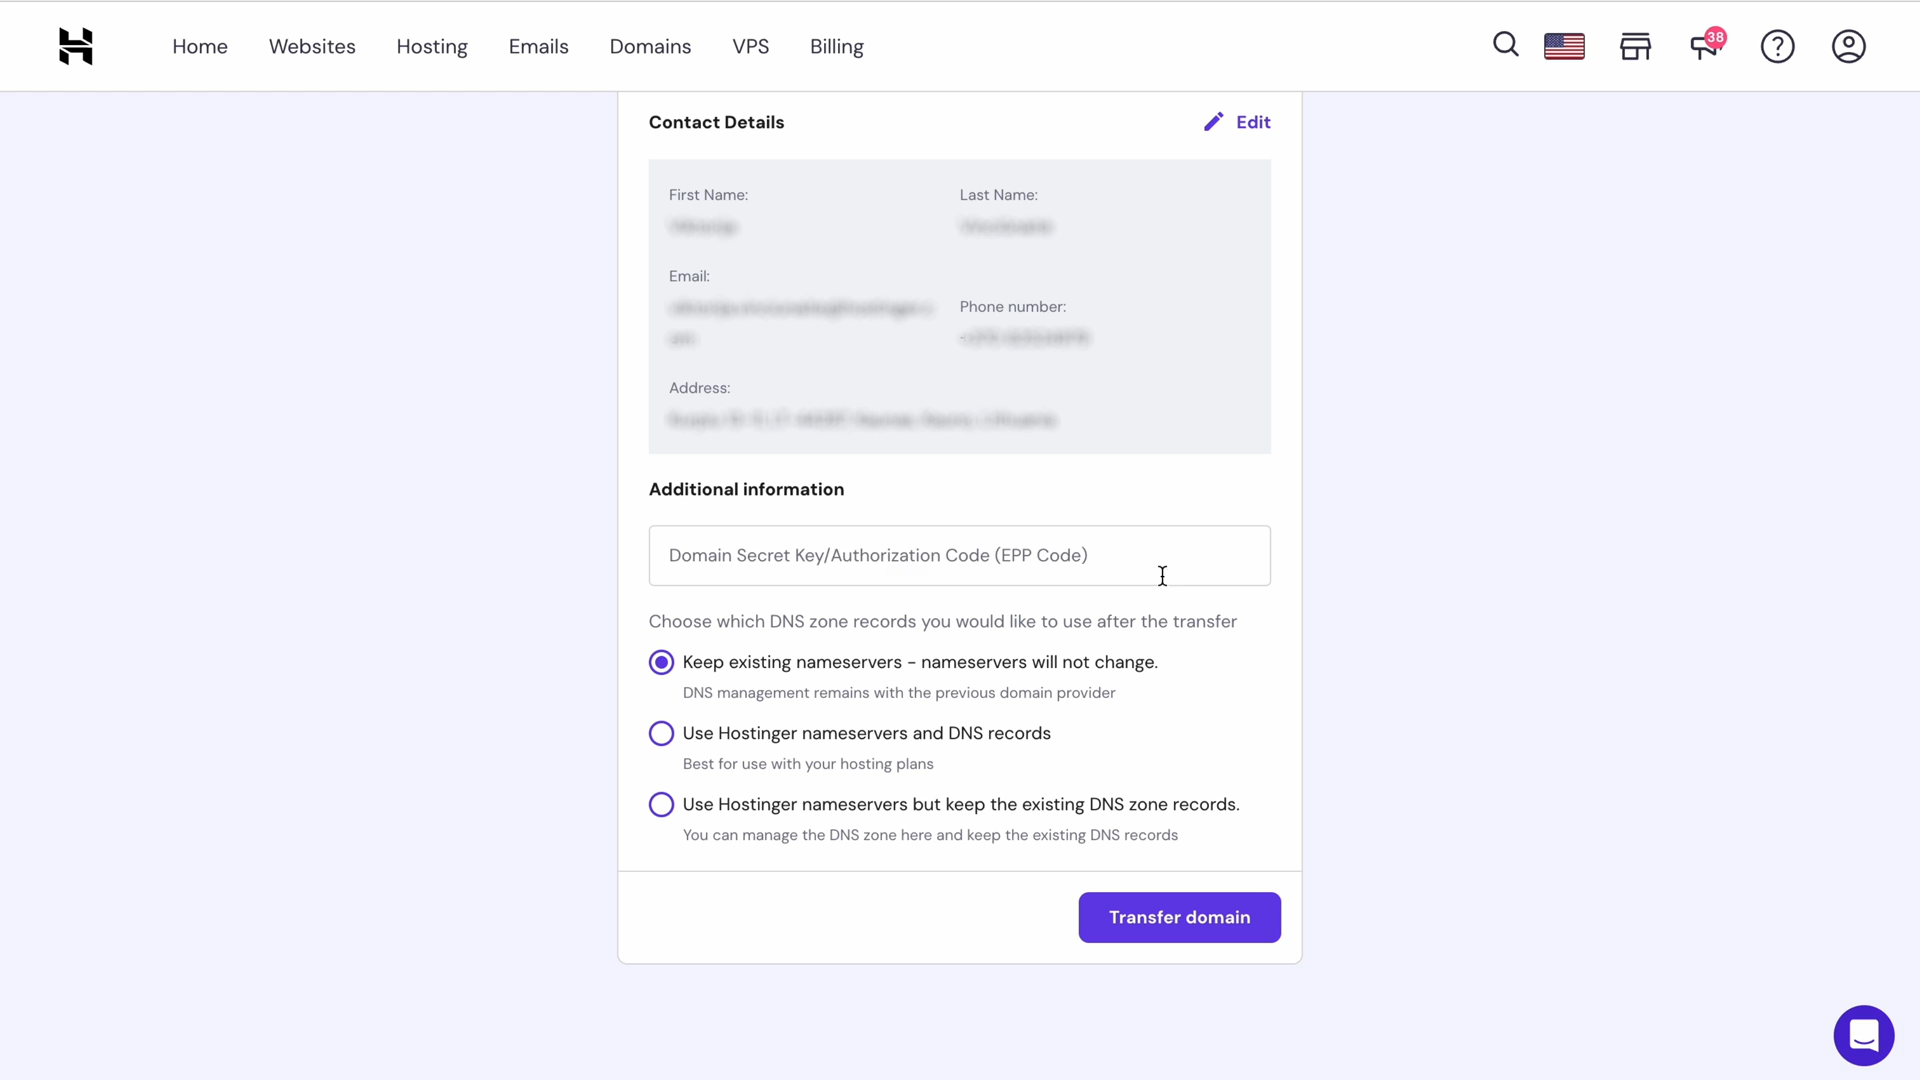 Home Websites Hosting Emails Domains VPS Billing 38
Contact Details Edit
First Name: Last Name:
Email:
Phone number:
Address:
Additional information
Domain Secret Key/Authorization Code (EPP Code)
Choose which DNS zone records you would like to use after the transfer
Keep existing nameservers - nameservers will not change.
DNS management remains with the previous domain provider
Use Hostinger nameservers and DNS records
Best for use with your hosting plans
Use Hostinger nameservers but keep the existing DNS zone records.
You can manage the DNS zone here and keep the existing DNS records
Transfer domain